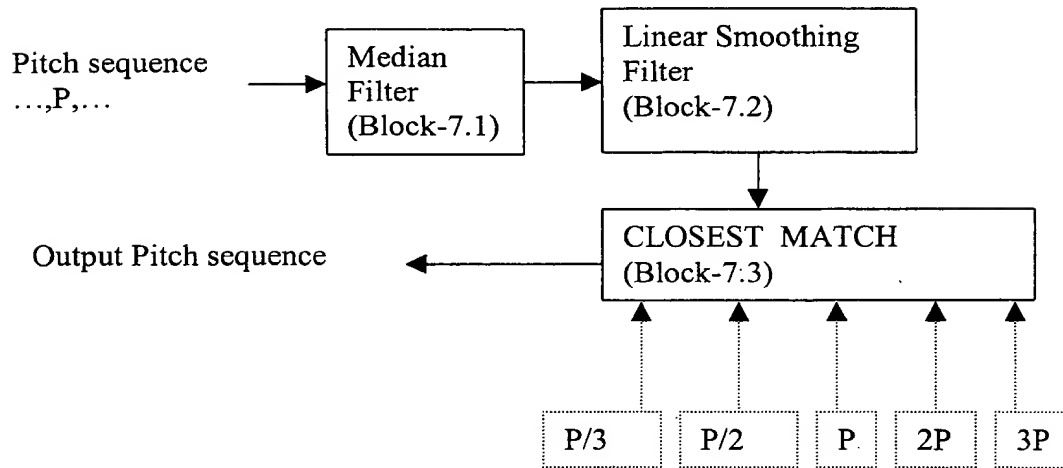 Pitch sequence
...,P,...
Median
Filter
(Block-7.1)
Linear Smoothing
Filter
(Block-7.2)
Output Pitch sequence
CLOSEST MATCH
(Block-7.3)
P/3
P/2
P
2P
3P